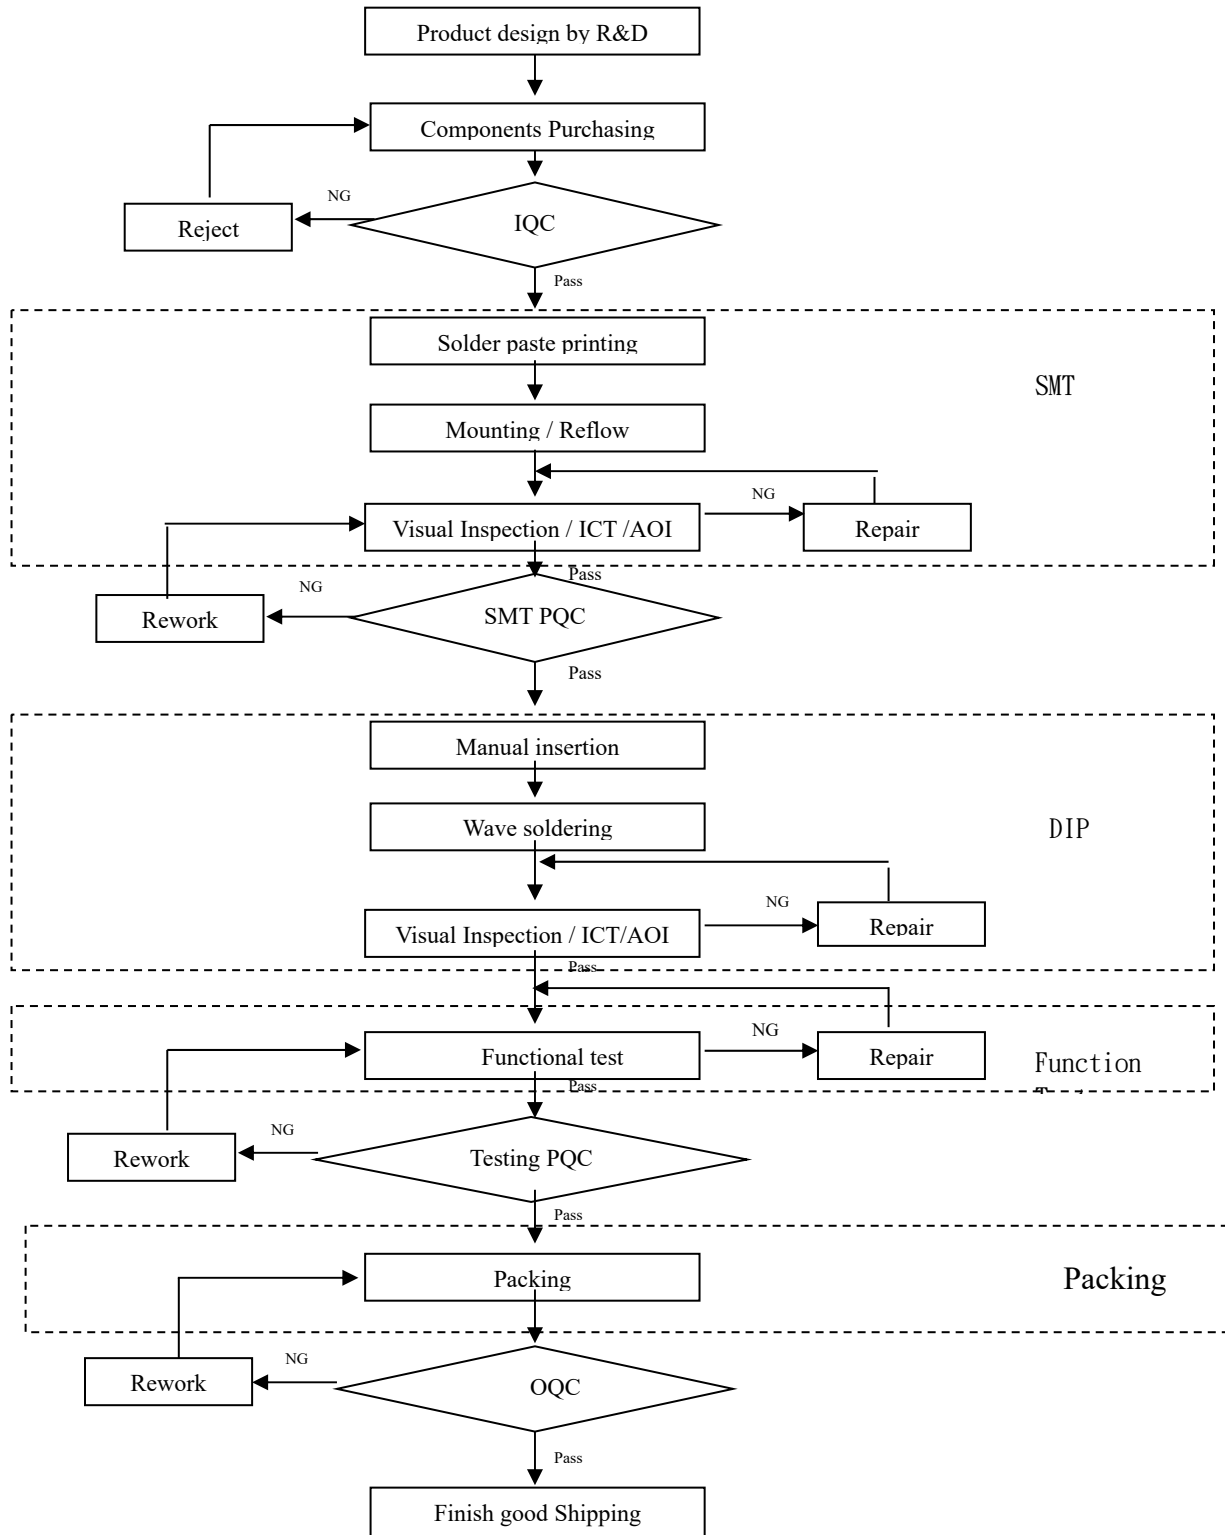 Product design by R&D
Components Purchasing
NG
Reject
IQC
Pass
Solder paste printing
SMT
Mounting / Reflow
NG
Visual Inspection / ICT /AOI
Repair
Pass
NG
Rework
SMT PQC
Pass
Manual insertion
Wave soldering
DIP
NG
Visual Inspection / ICT/AOI
Repair
Pass
NG
Functional test
Repair
Function
Pass
NG
Rework
Testing PQC
Pass
Packing
Packing
NG
Rework
OQC
Pass
Finish good Shipping